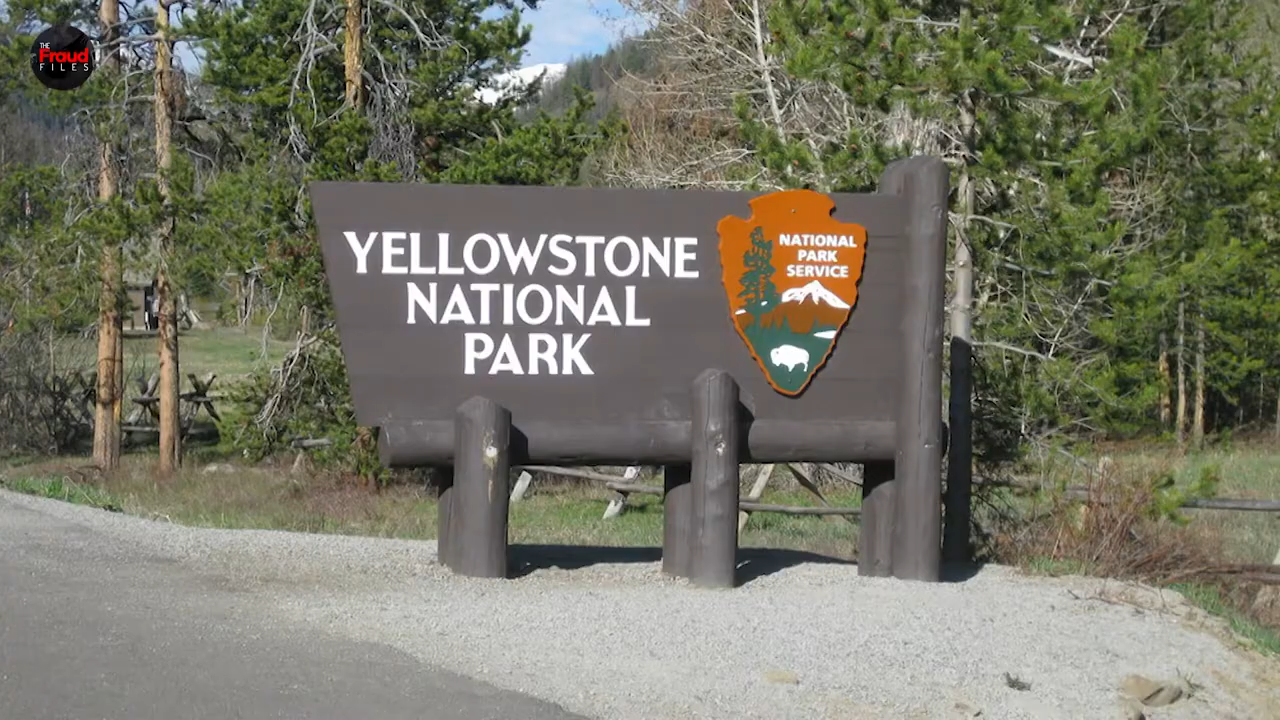 THE
Fraud
FILES
YELLOWSTONE
NATIONAL
PARK
NATIONAL
PARK
SERVICE